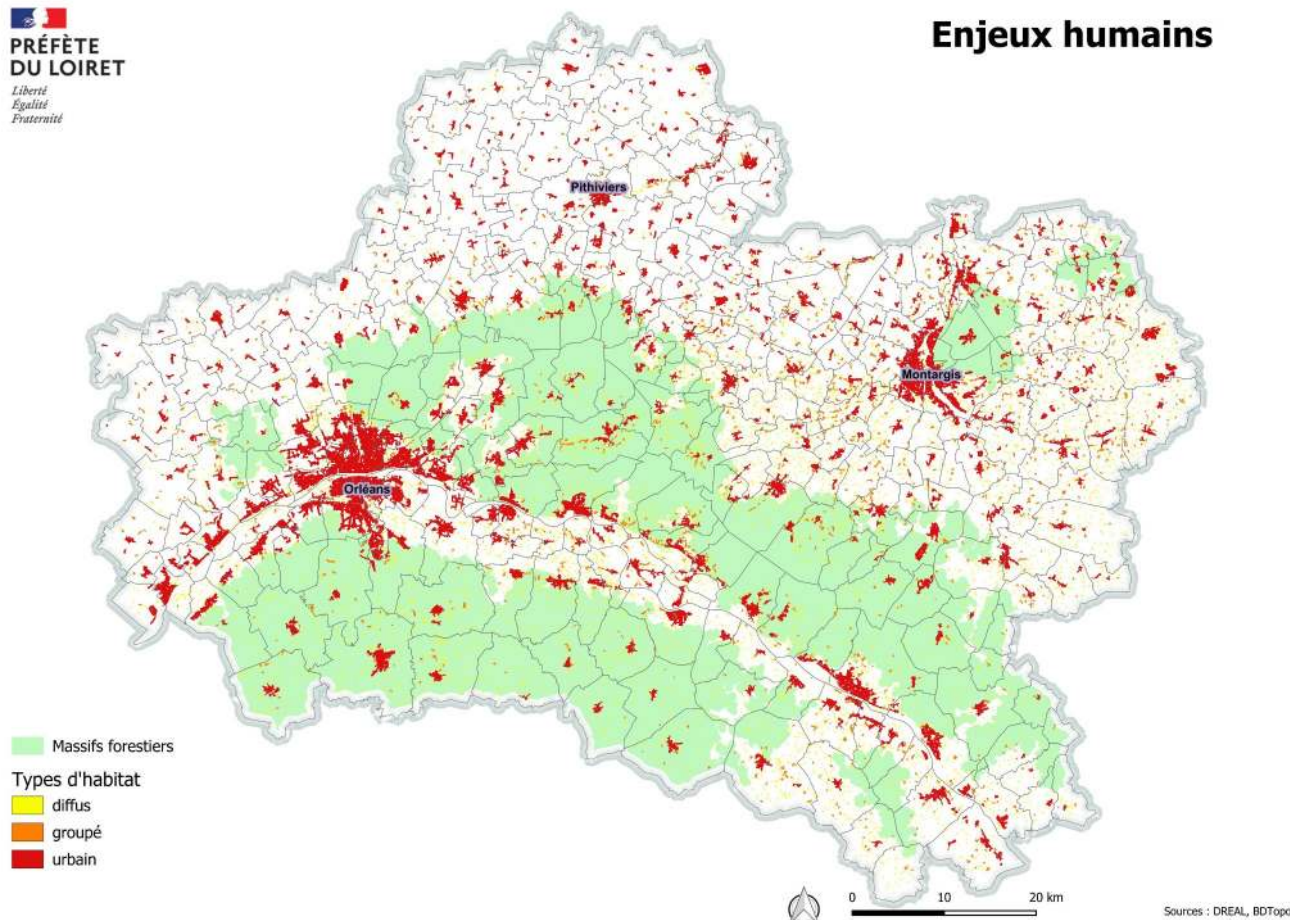 PRÉFÈTE
DU LOIRET
Liberté
Égalité
Fraternité
Enjeux humains
Pithiviers
Montargis
Orléans
Massifs forestiers
Types d'habitat
diffus
groupé
urbain
0 10 20 km
Sources : DREAL, BDTopo